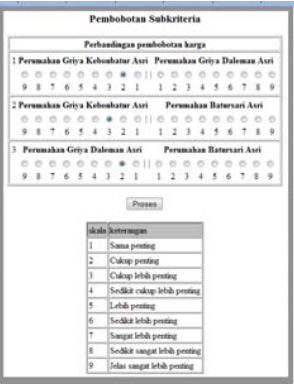 Pembobotan Subkriteria
Perbandingan pembobotan harga
1 Perumahan Griya Kebonbatur Asri Perumahan Griya Daleman Asri
| |
9 8 7 6 5 4 3 2 1 1 2 3 4 5 6 7 8 9
2 Perumahan Griya Kebonbatur Asri Perumahan Batursari Asri
| |
9 8 7 6 5 4 3 2 1 1 2 3 4 5 6 7 8 9
3 Perumahan Griya Daleman Asri Perumahan Batursari Asri
| |
9 8 7 6 5 4 3 2 1 1 2 3 4 5 6 7 8 9
Proses
skala keterangan
1 Sama penting
2 Cukup penting
3 Cukup lebih penting
4 Sedikit cukup lebih penting
5 Lebih penting
6 Sedikit lebih penting
7 Sangat lebih penting
8 Sedikit sangat lebih penting
9 Jelas sangat lebih penting